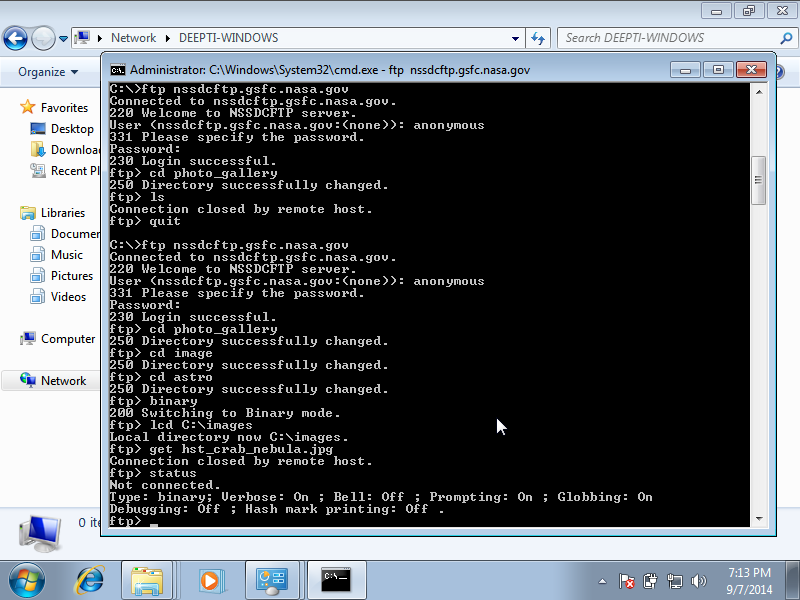 Network
DEEPTI-WINDOWS
Search DEEPTI-WINDOWS
Organize
Administrator: C:\Windows\System32\cmd.exe - ftp  nssdcftp.gsfc.nasa.gov
Favorites
Desktop
Downloa
Recent Pl
Libraries
Documen
Music
Pictures
Videos
Computer
Network
C:\>ftp nssdcftp.gsfc.nasa.gov
Connected to nssdcftp.gsfc.nasa.gov.
220 Welcome to NSSDCFTP server.
User (nssdcftp.gsfc.nasa.gov:(none)): anonymous
331 Please specify the password.
Password:
230 Login successful.
ftp> cd photo_gallery
250 Directory successfully changed.
ftp> ls
Connection closed by remote host.
ftp> quit
C:\>ftp nssdcftp.gsfc.nasa.gov
Connected to nssdcftp.gsfc.nasa.gov.
220 Welcome to NSSDCFTP server.
User (nssdcftp.gsfc.nasa.gov:(none)): anonymous
331 Please specify the password.
Password:
230 Login successful.
ftp> cd photo_gallery
250 Directory successfully changed.
ftp> cd image
250 Directory successfully changed.
ftp> cd astro
250 Directory successfully changed.
ftp> binary
200 Switching to Binary mode.
ftp> lcd C:\images
Local directory now C:\images.
ftp> get hst_crab_nebula.jpg
Connection closed by remote host.
ftp> status
Not connected.
Type: binary; Verbose: On ; Bell: Off ; Prompting: On ; Globbing: On
Debugging: Off ; Hash mark printing: Off .
ftp> _
0 ite
7:13 PM
9/7/2014